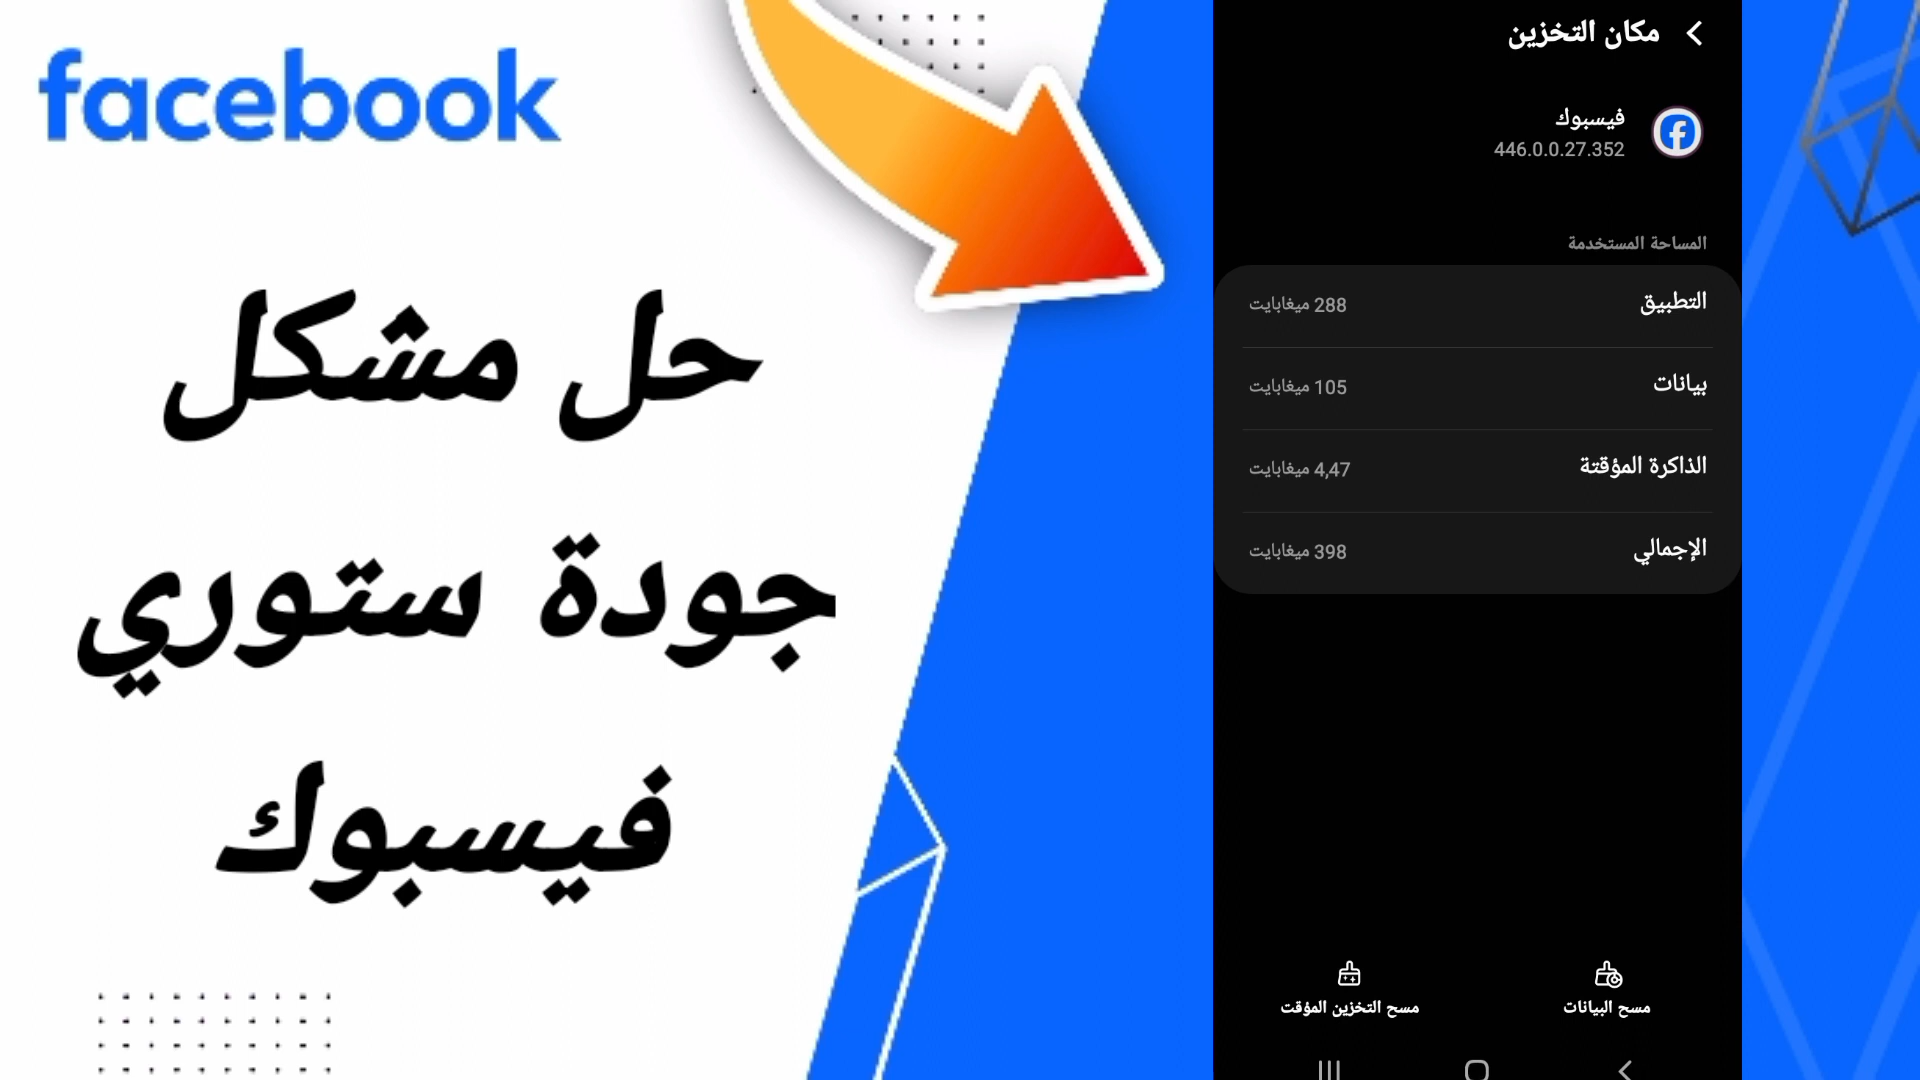 facebook
حل مشكل
جودة ستوري
فيسبوك
مكان التخزين
فيسبوك
446.0.0.27.352
المساحة المستخدمة
التطبيق
288 ميغابايت
بيانات
105 ميغابايت
الذاكرة المؤقتة
4,47 ميغابايت
الإجمالي
398 ميغابايت
مسح البيانات
مسح التخزين المؤقت